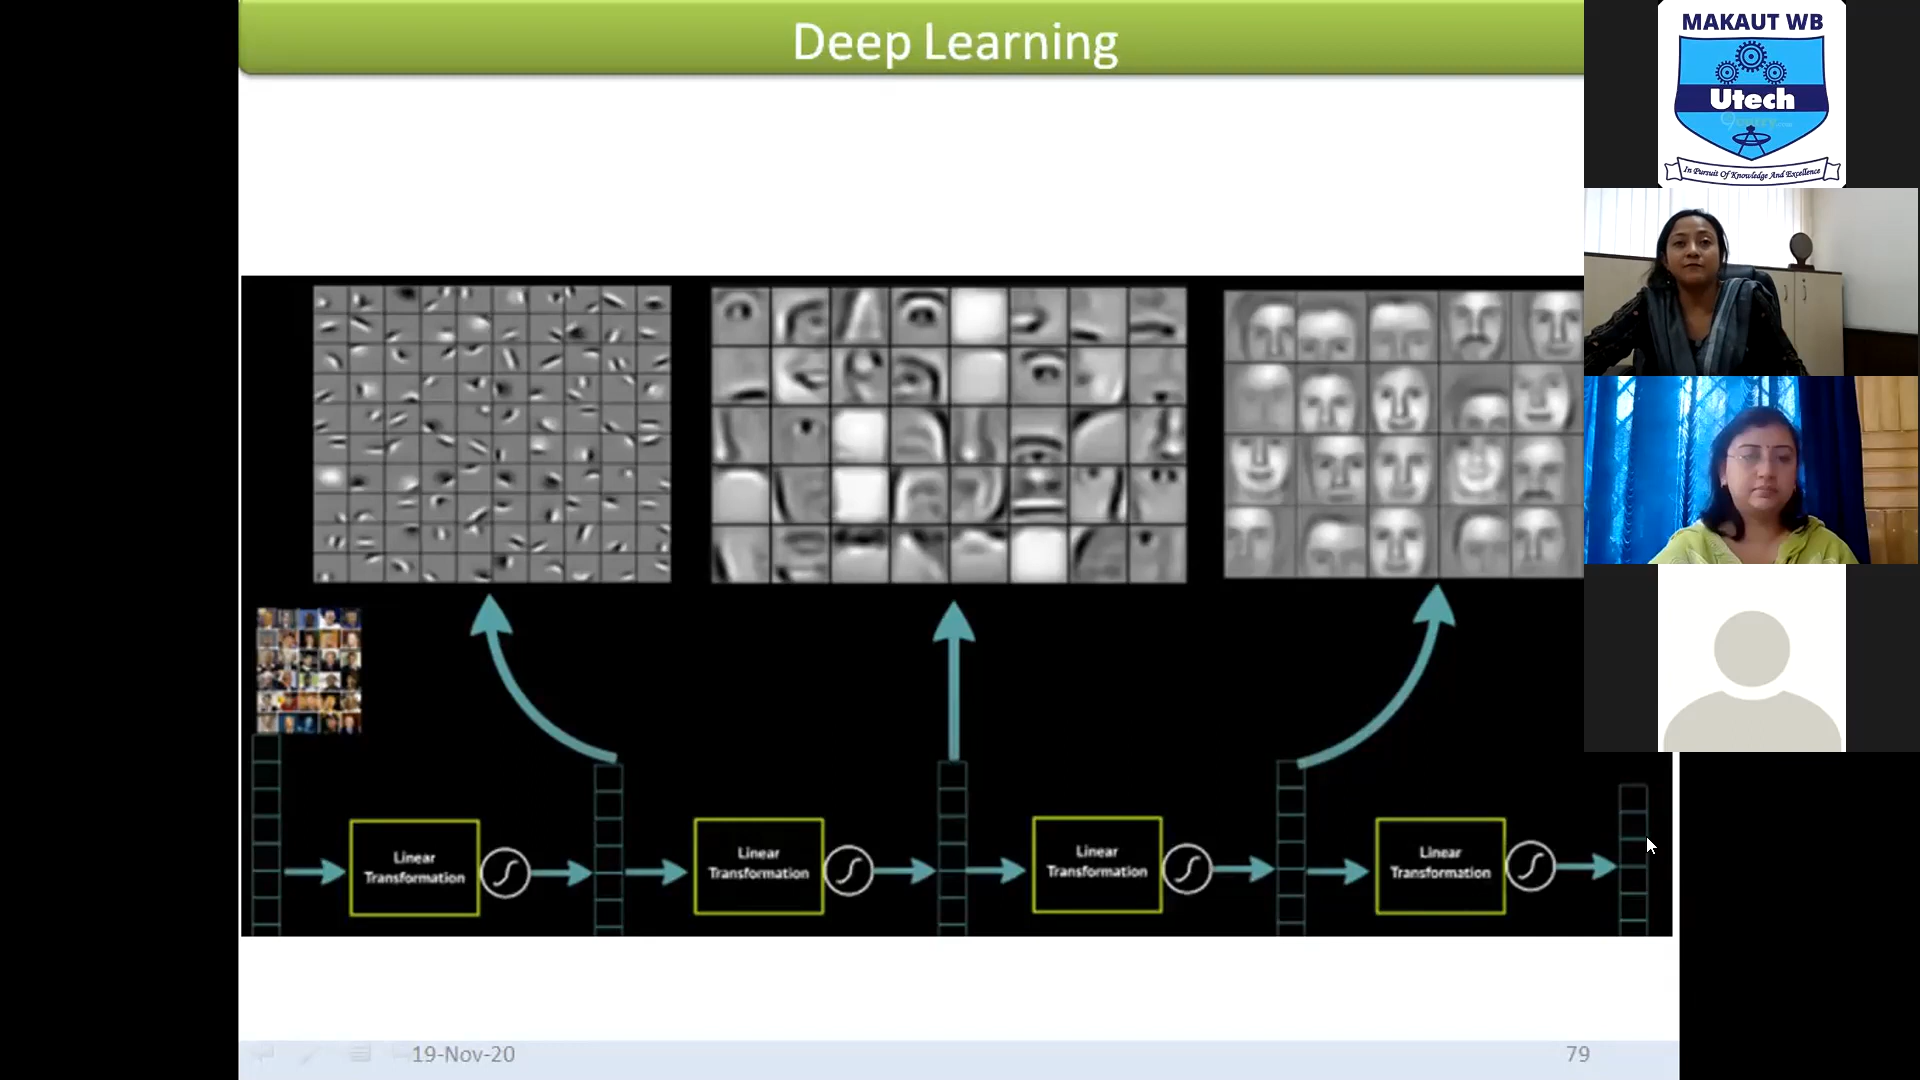 Deep Learning
MAKAUT WB
Utech
In Pursuit Of Knowledge And Excellence
Linear
Transformation
Linear
Transformation
Linear
Transformation
Linear
Transformation
19-Nov-20
79